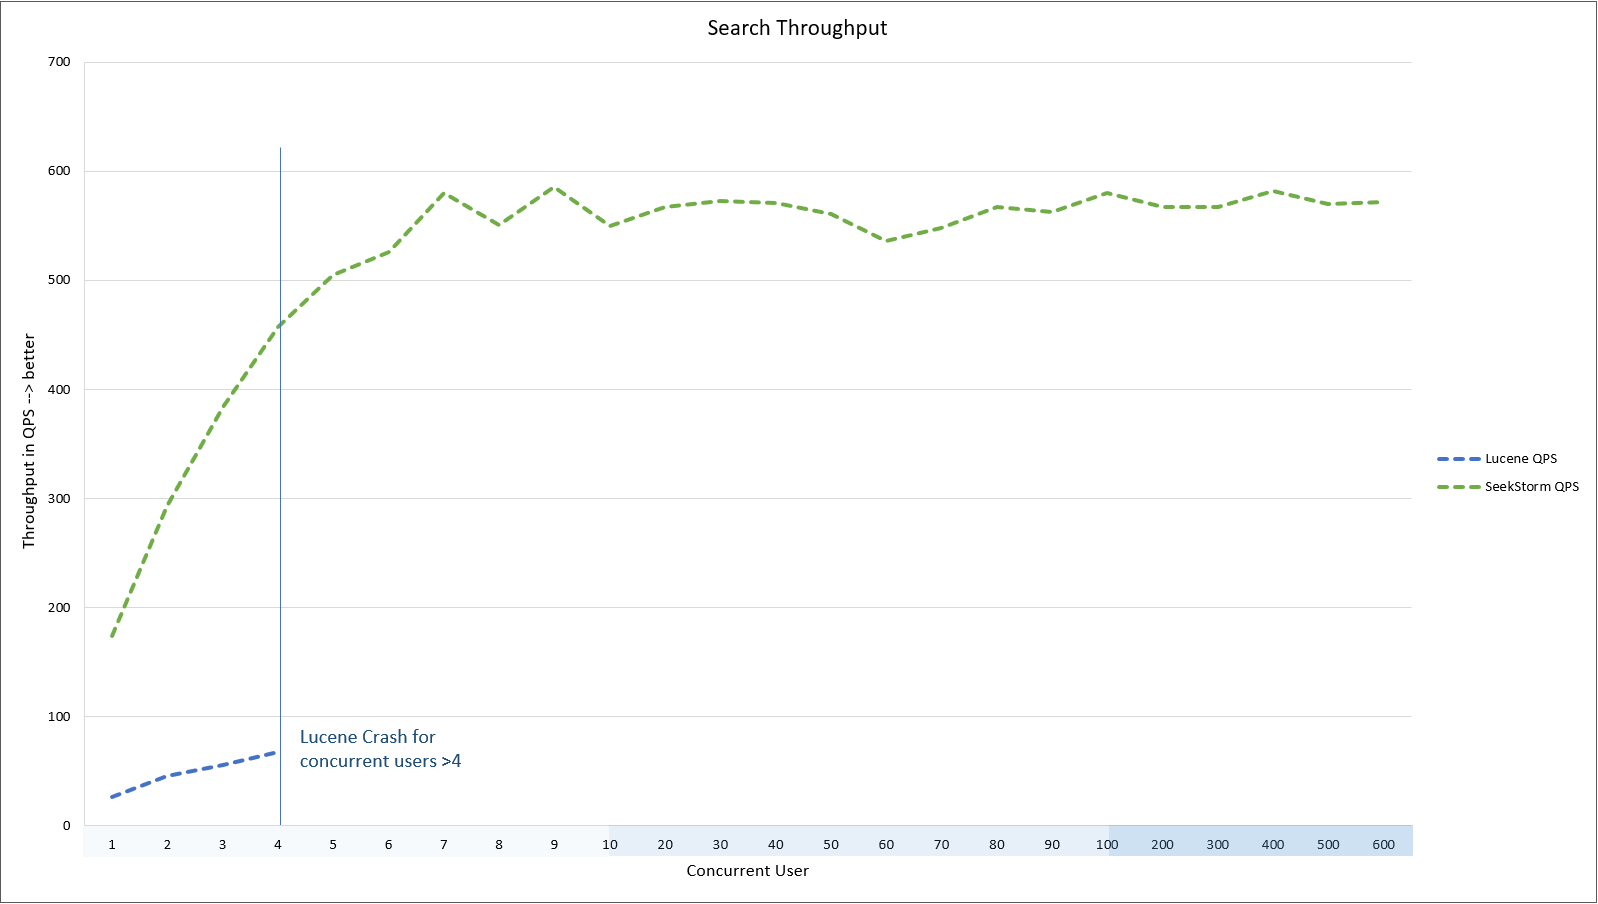 Search Throughput
700
600
500
400
300
200
100
0
Throughput in QPS --> better
Lucene Crash for
concurrent users >4
1 2 3 4 5 6 7 8 9 10 20 30 40 50 60 70 80 90 100 200 300 400 500 600
Concurrent User
Lucene QPS
SeekStorm QPS